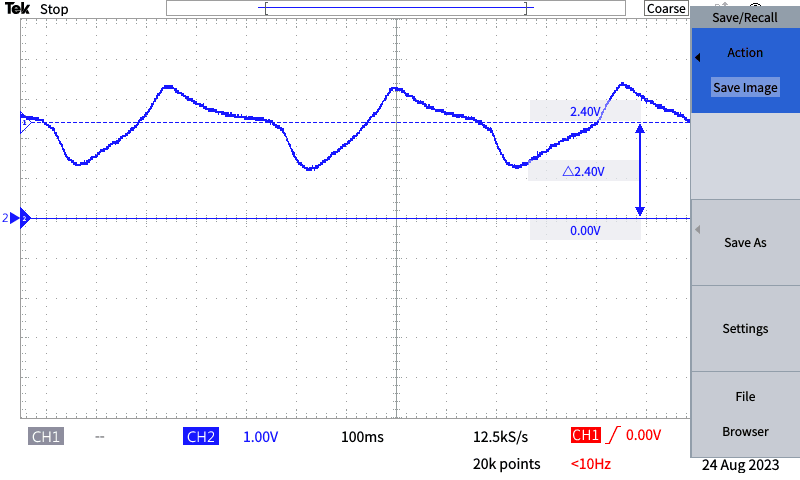 Tek Stop
Coarse
Save/Recall
Action
Save Image
2.40V
△2.40V
2
0.00V
Save As
Settings
File
Browser
CH1 -- CH2 1.00V 100ms 12.5kS/s CH1 0.00V
20k points <10Hz
24 Aug 2023